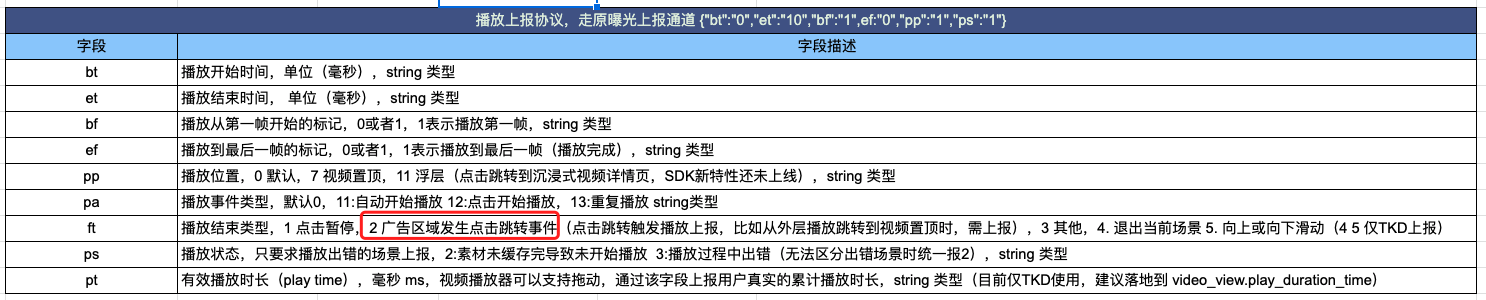 播放上报协议，走原曝光上报通道 {"bt":"0","et":"10","bf":"1",ef:"0","pp":"1","ps":"1"}
字段 字段描述
bt 播放开始时间，单位（毫秒），string 类型
et 播放结束时间， 单位（毫秒），string 类型
bf 播放从第一帧开始的标记，0或者1，1表示播放第一帧，string 类型
ef 播放到最后一帧的标记，0或者1，1表示播放到最后一帧（播放完成），string 类型
pp 播放位置，0 默认，7 视频置顶，11 浮层（点击跳转到沉浸式视频详情页，SDK新特性还未上线），string 类型
pa 播放事件类型，默认0，11:自动开始播放 12:点击开始播放，13:重复播放 string类型
ft 播放结束类型，1 点击暂停，2 广告区域发生点击跳转事件（点击跳转触发播放上报，比如从外层播放跳转到视频置顶时，需上报），3 其他，4. 退出当前场景 5. 向上或向下滑动（4 5 仅TKD上报）
ps 播放状态，只要求播放出错的场景上报，2:素材未缓存完导致未开始播放 3:播放过程中出错（无法区分出错场景时统一报2），string 类型
pt 有效播放时长（play time），毫秒 ms，视频播放器可以支持拖动，通过该字段上报用户真实的累计播放时长，string 类型（目前仅TKD使用，建议落地到 video_view.play_duration_time）